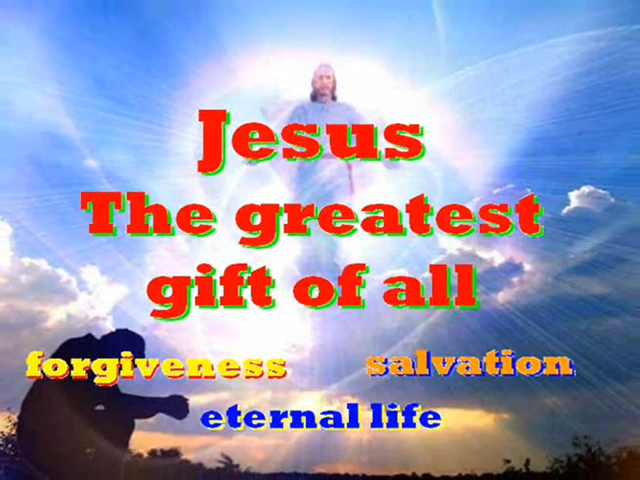 Jesus
The greatest
gift of all
forgiveness salvation
eternal life